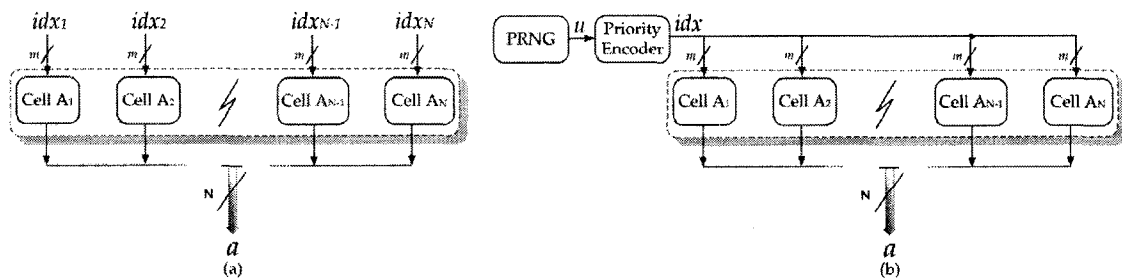 idx1 idx2 idxN-1 idxN
m m m m
Cell A1 Cell A2 Cell AN-1 Cell AN
N
a
(a)
PRNG u Priority Encoder idx
m m m m
Cell A1 Cell A2 Cell AN-1 Cell AN
N
a
(b)